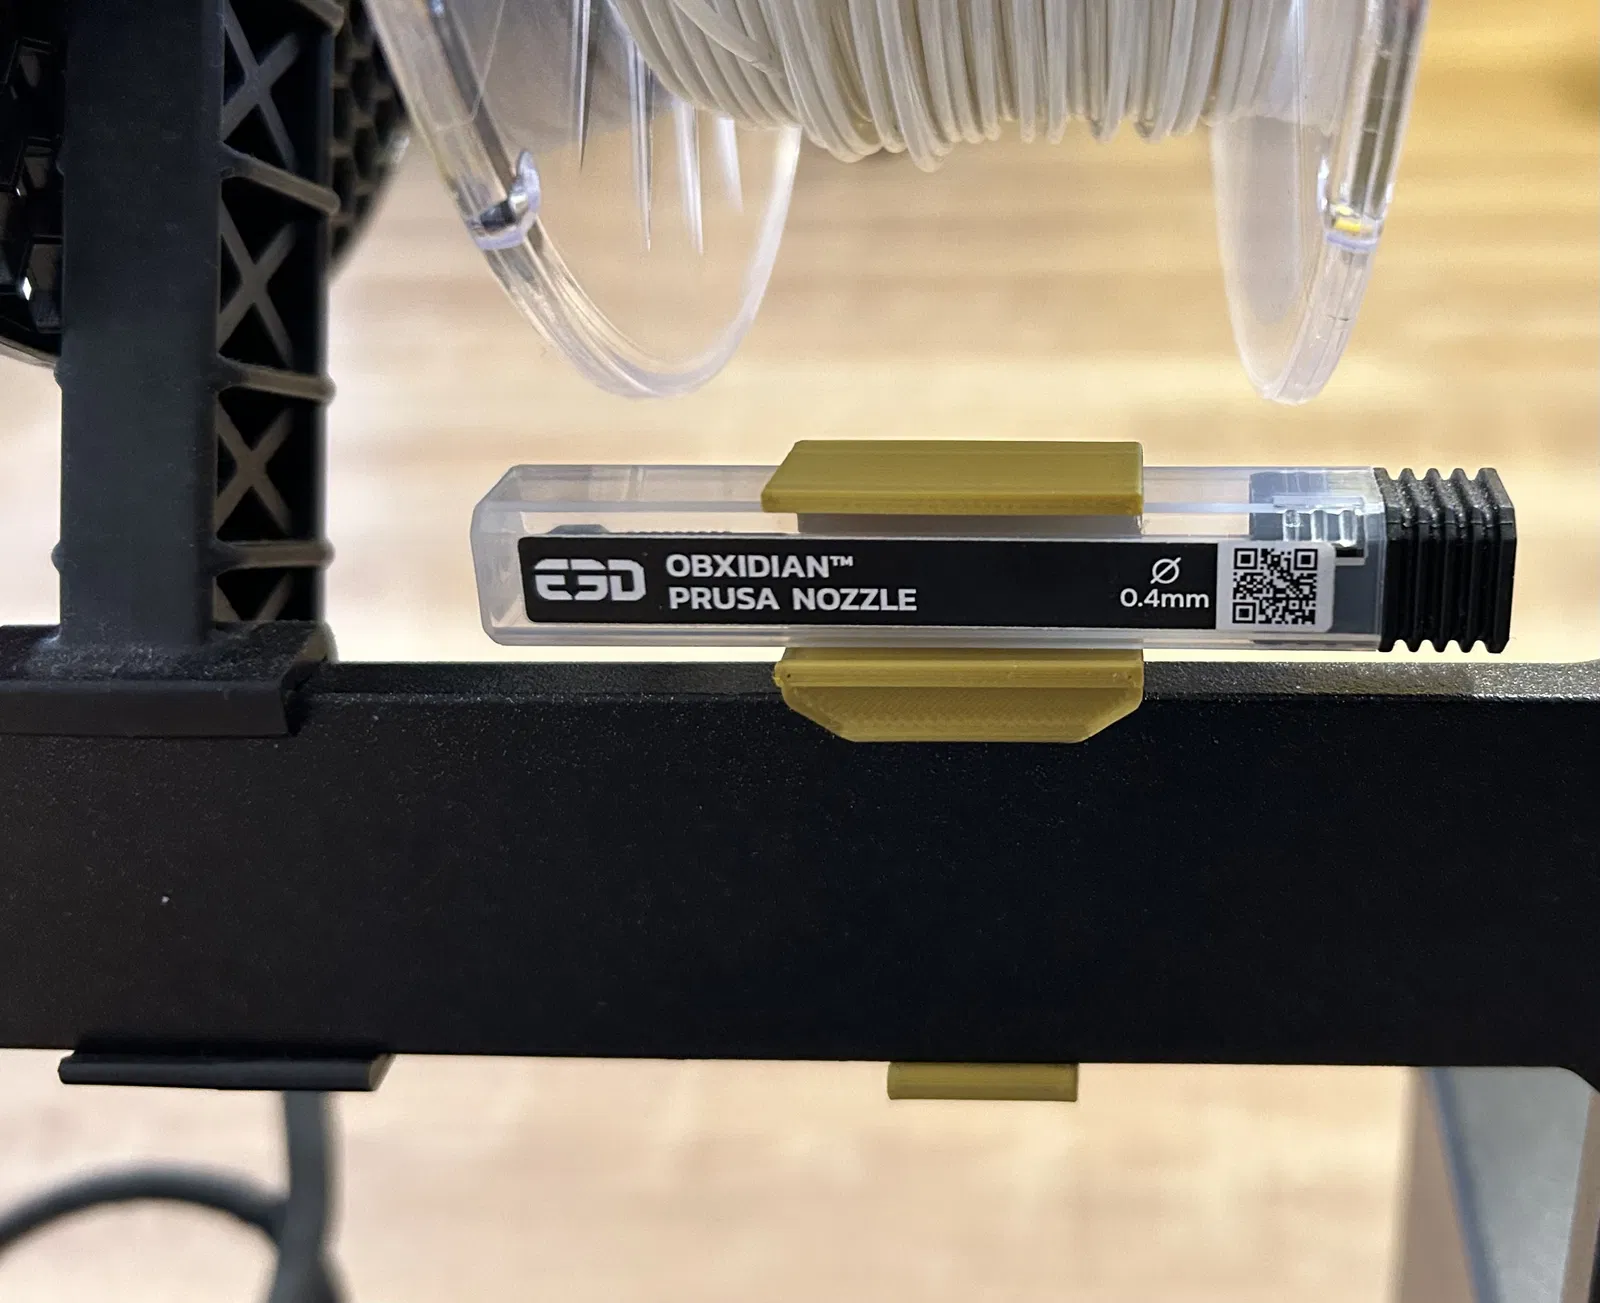 E3D
OBXIDIAN™
PRUSA NOZZLE
Ø
0.4mm